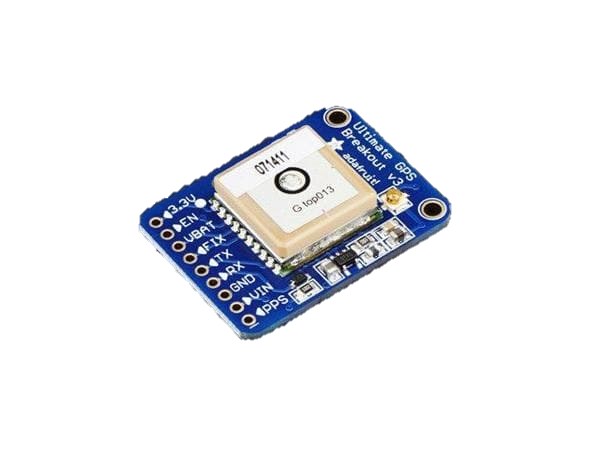 Ultimate GPS
Breakout v3
adafruit!
071411
G.top013
3.3V
EN
VBAT
FIX
TX
RX
GND
VIN
PPS